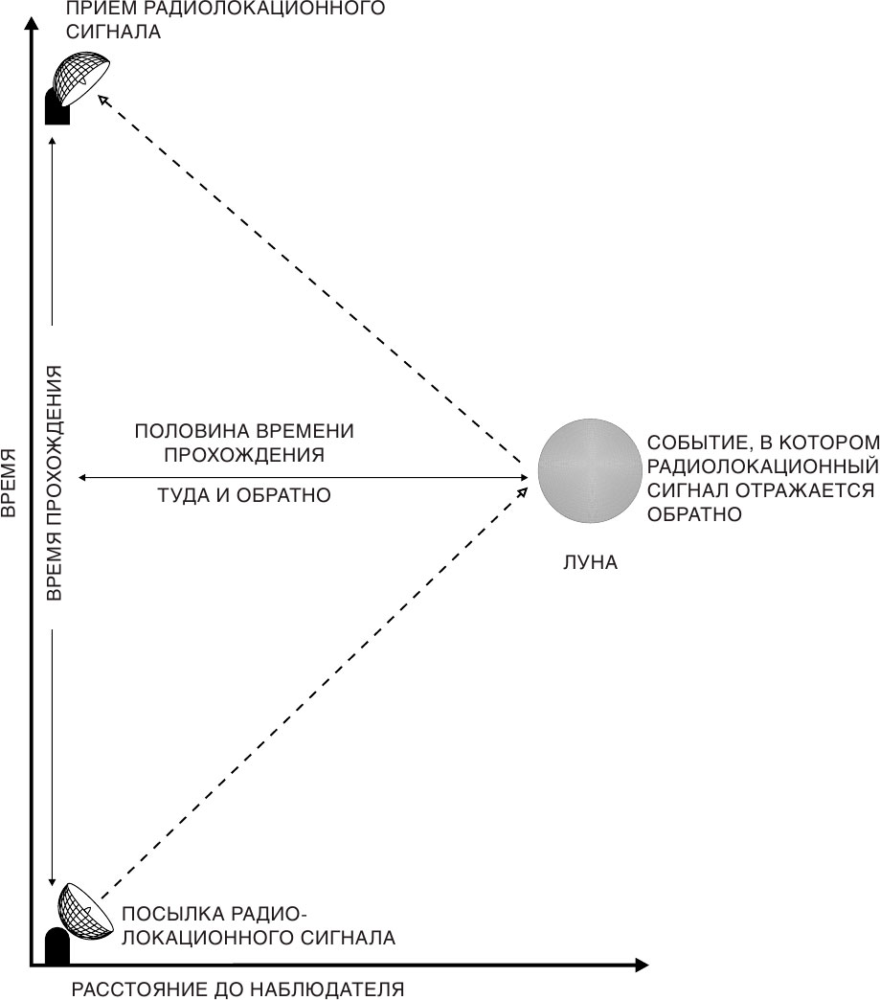 ПРИЕМ РАДИОЛОКАЦИОННОГО
СИГНАЛА
ВРЕМЯ
ВРЕМЯ ПРОХОЖДЕНИЯ
ПОЛОВИНА ВРЕМЕНИ
ПРОХОЖДЕНИЯ
ТУДА И ОБРАТНО
СОБЫТИЕ, В КОТОРОМ
РАДИОЛОКАЦИОННЫЙ
СИГНАЛ ОТРАЖАЕТСЯ
ОБРАТНО
ЛУНА
ПОСЫЛКА РАДИО-
ЛОКАЦИОННОГО СИГНАЛА
РАССТОЯНИЕ ДО НАБЛЮДАТЕЛЯ